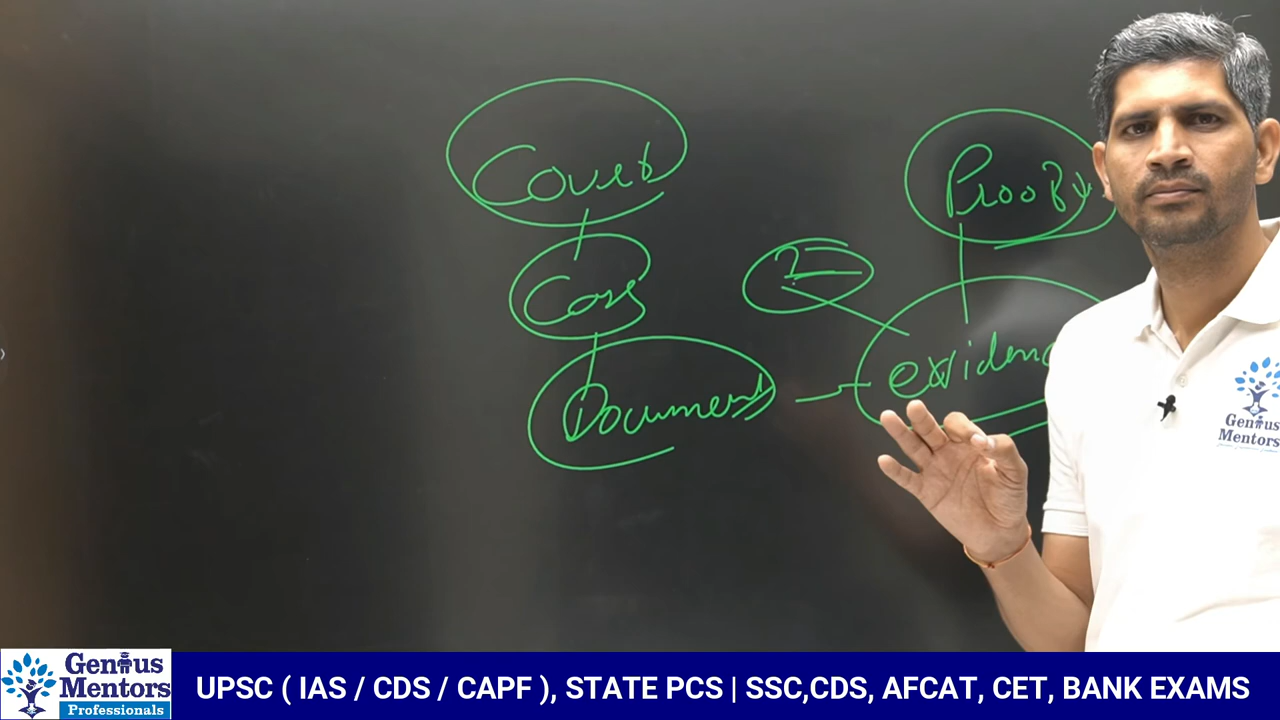 Court
Case
Document
Proof
?
evidenc
Genius
Mentors
Genius
Mentors
Professionals
UPSC ( IAS / CDS / CAPF ), STATE PCS | SSC,CDS, AFCAT, CET, BANK EXAMS